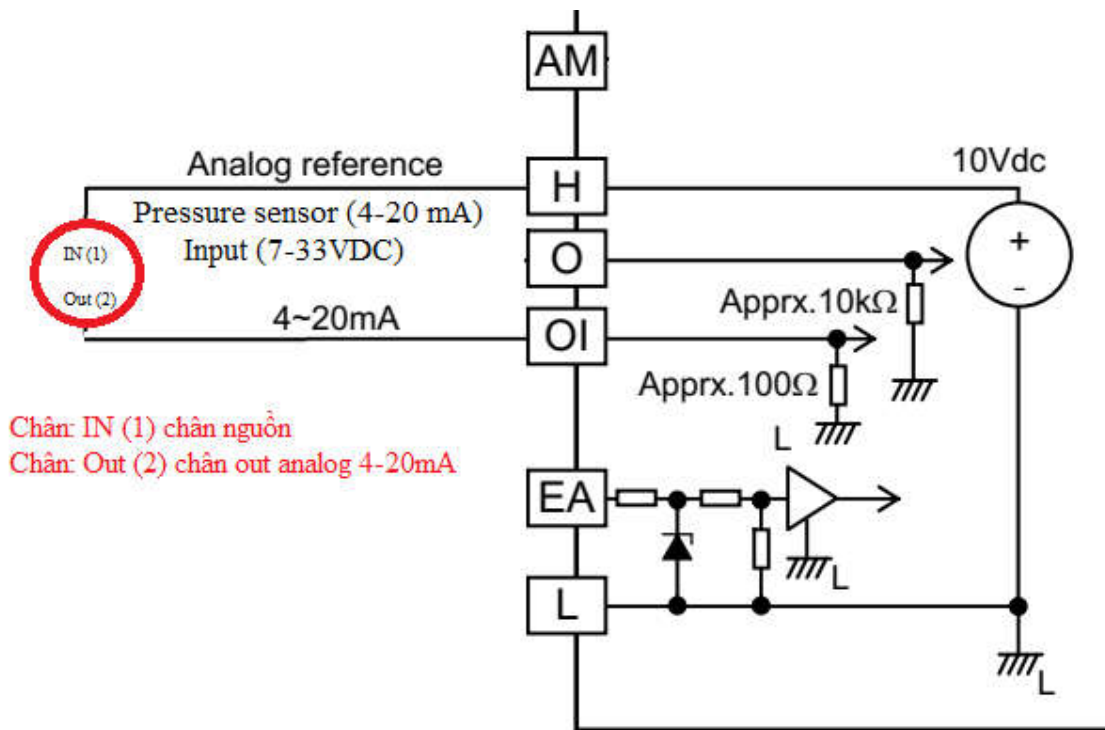 AM
Analog reference
H
10Vdc
Pressure sensor (4-20 mA)
Input (7-33VDC)
IN (1)
O
+
-
Out (2)
Apprx.10kΩ
4~20mA
OI
Apprx.100Ω
Chân: IN (1) chân nguồn
Chân: Out (2) chân out analog 4-20mA
L
EA
L
L
L